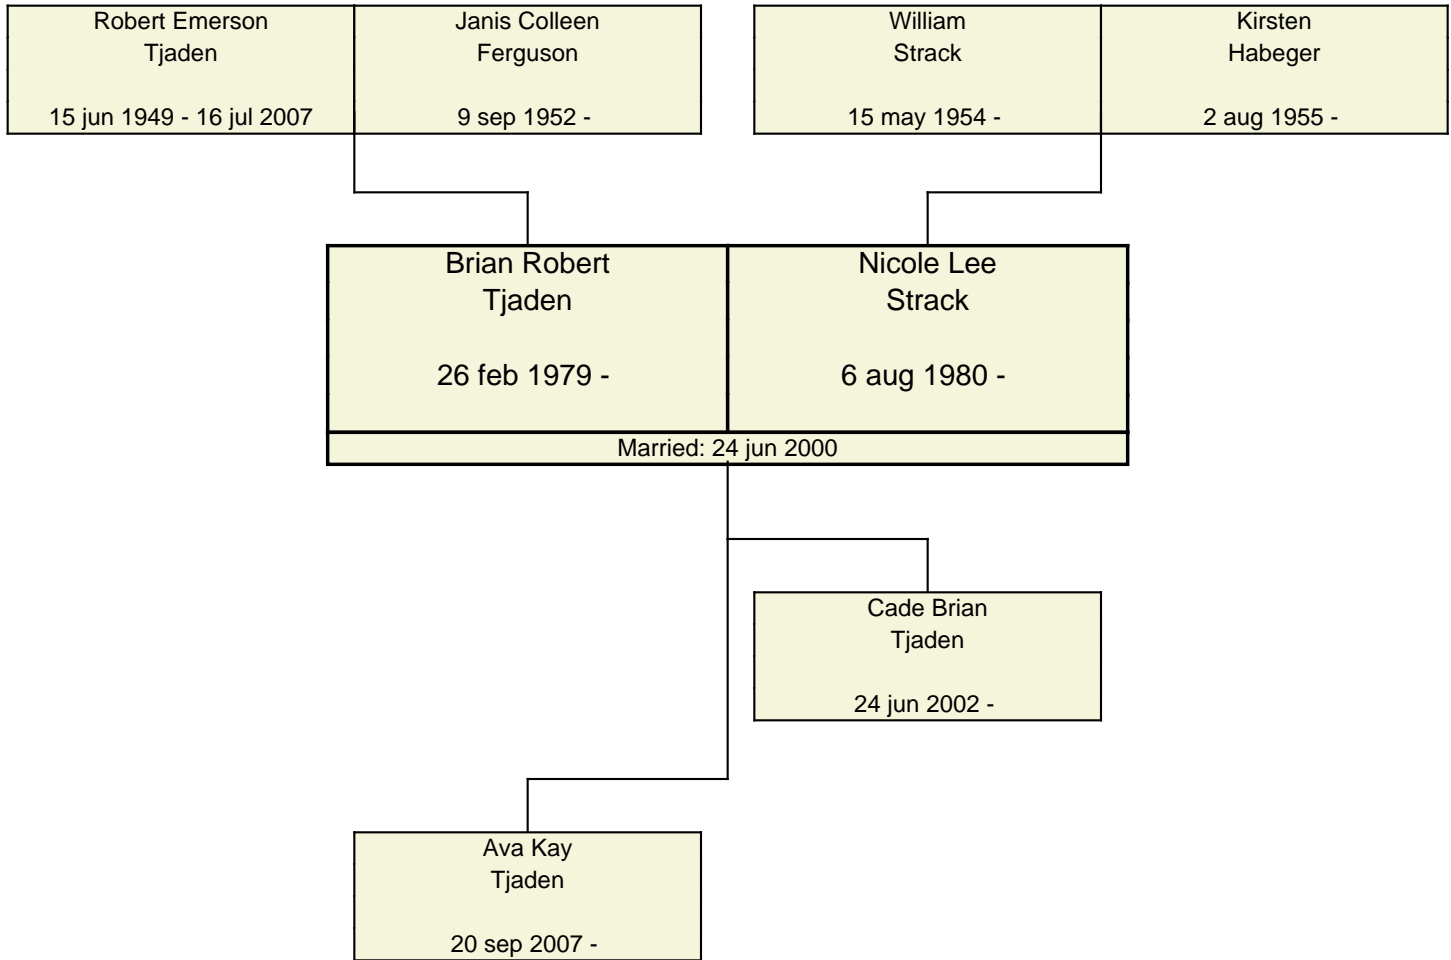 Robert Emerson
Tjaden
15 jun 1949 - 16 jul 2007
Janis Colleen
Ferguson
9 sep 1952 -
William
Strack
15 may 1954 -
Kirsten
Habeger
2 aug 1955 -
Brian Robert
Tjaden
26 feb 1979 -
Nicole Lee
Strack
6 aug 1980 -
Married: 24 jun 2000
Cade Brian
Tjaden
24 jun 2002 -
Ava Kay
Tjaden
20 sep 2007 -